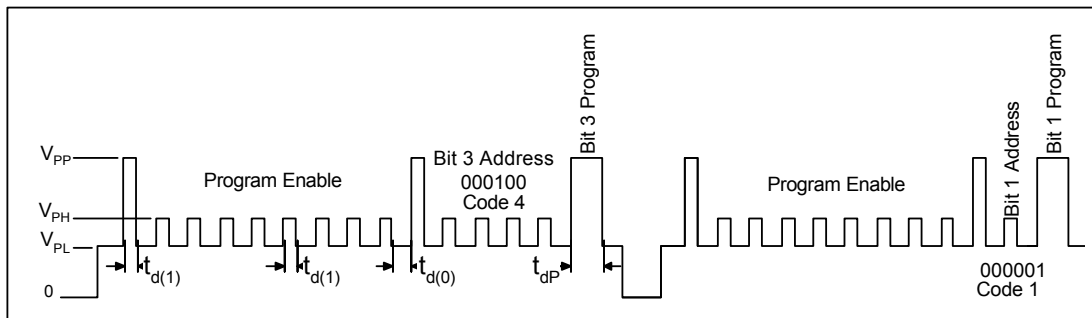 V_PP
V_PH
V_PL
0
Program Enable
Bit 3 Address
000100
Code 4
Bit 3 Program
Program Enable
Bit 1 Address
Bit 1 Program
t_d(1)
t_d(1)
t_d(0)
t_dP
000001
Code 1